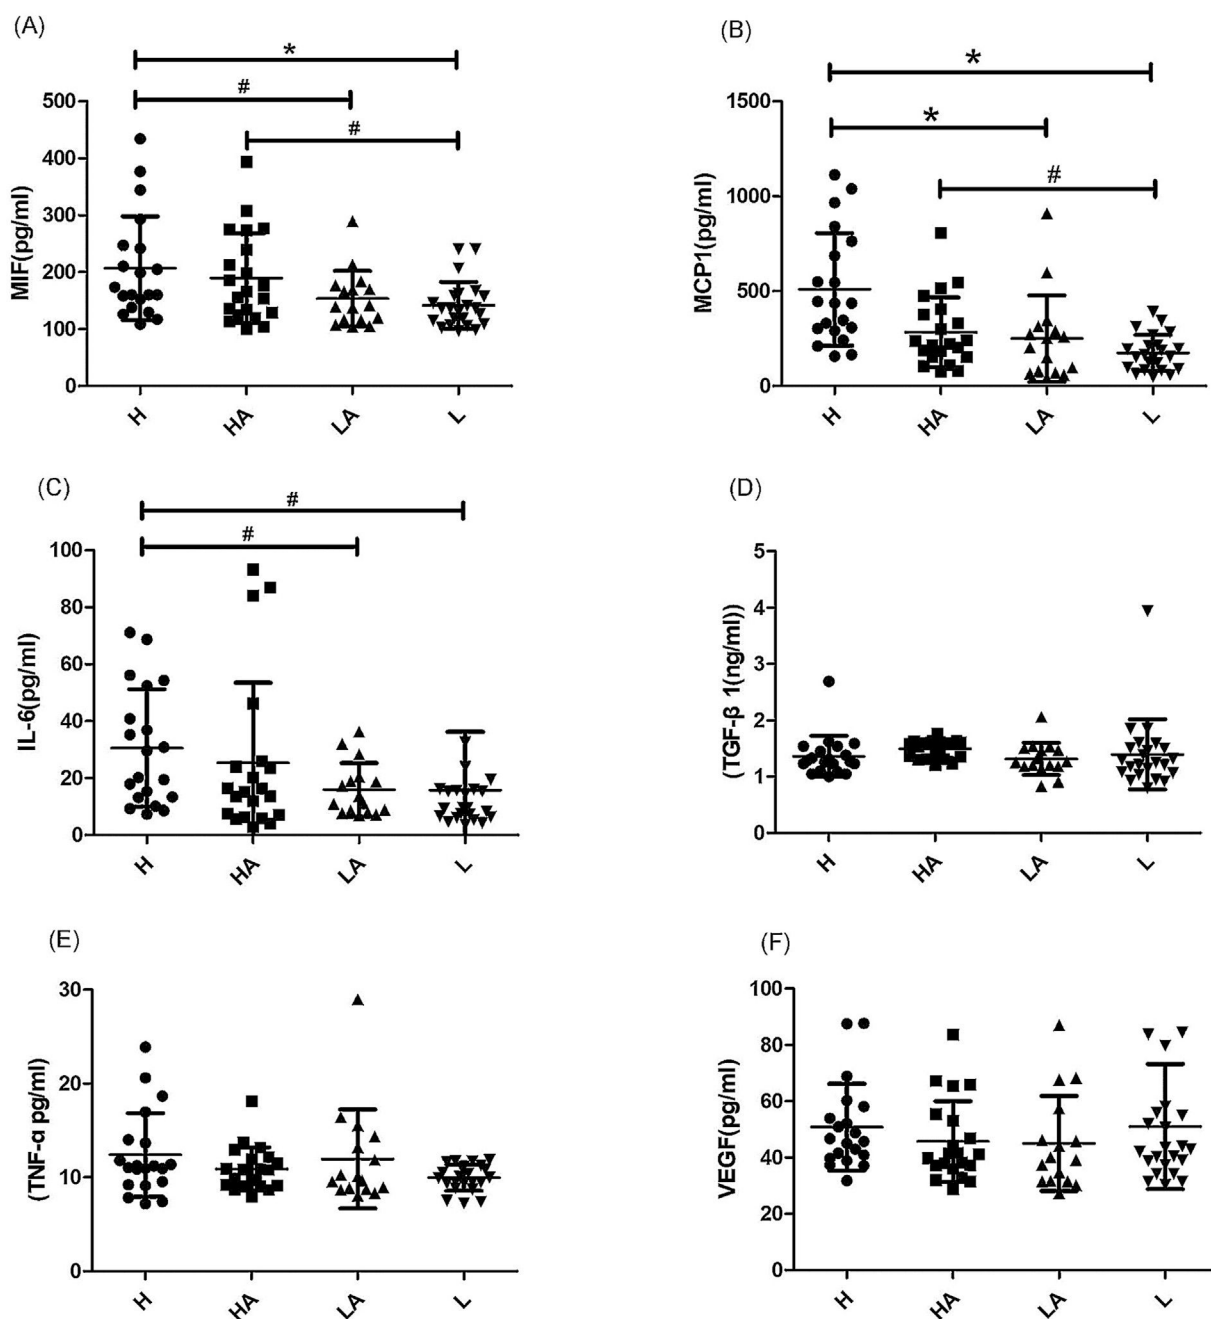 (A)
*
#
#
MIF(pg/ml)
500
400
300
200
100
0
H
HA
LA
L
(B)
*
*
#
MCP1(pg/ml)
1500
1000
500
0
H
HA
LA
L
(C)
#
#
IL-6(pg/ml)
100
80
60
40
20
0
H
HA
LA
L
(D)
(TGF-β 1(ng/ml))
5
4
3
2
1
0
H
HA
LA
L
(E)
(TNF-α pg/ml)
30
20
10
0
H
HA
LA
L
(F)
VEGF(pg/ml)
100
80
60
40
20
0
H
HA
LA
L